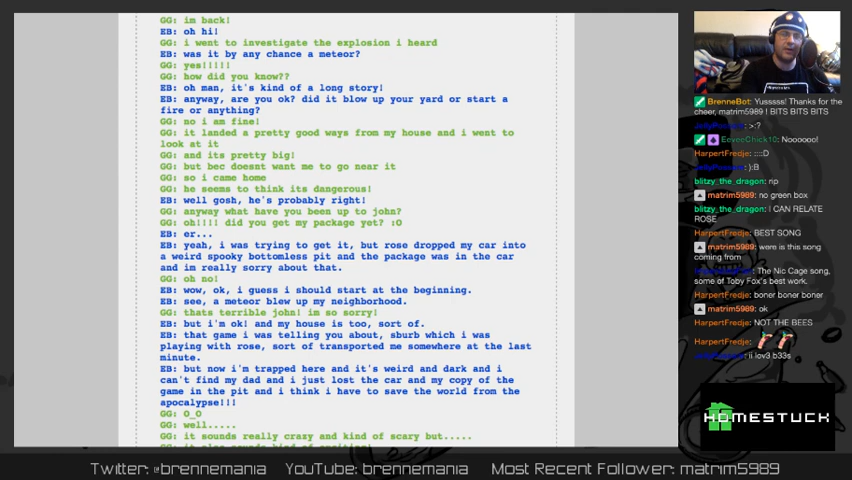 GG: im back!
EB: oh hi!
GG: i went to investigate the explosion i heard
EB: was it by any chance a meteor?
GG: yes!!!!!
GG: how did you know??
EB: oh man, it's kind of a long story!
EB: anyway, are you ok? did it blow up your yard or start a
fire or anything?
GG: no i am fine!
GG: it landed a pretty good ways from my house and i went to
look at it
GG: and its pretty big!
GG: but bec doesnt want me to go near it
GG: so i came home
GG: he seems to think its dangerous!
EB: well gosh, he's probably right!
GG: anyway what have you been up to john?
GG: oh!!!! did you get my package yet? :O
EB: er...
EB: yeah, i was trying to get it, but rose dropped my car into
a weird spooky bottomless pit and the package was in the car
and im really sorry about that.
GG: oh no!
EB: wow, ok, i guess i should start at the beginning.
EB: see, a meteor blew up my neighborhood.
GG: thats terrible john! im so sorry!
EB: but i'm ok! and my house is too, sort of.
EB: that game i was telling you about, sburb which i was
playing with rose, sort of transported me somewhere at the last
minute.
EB: but now i'm trapped here and it's weird and dark and i
can't find my dad and i just lost the car and my copy of the
game in the pit and i think i have to save the world from the
apocalypse!!!
GG: O_O
GG: well.....
GG: it sounds really crazy and kind of scary but.....
BrenneBot: Yusssss! Thanks for the
cheer, matrim5989 ! BITS BITS BITS
>:?
EeveeChick10: Nooooo!
HarpertFredje: ::::D
):B
blitzy_the_dragon: rip
matrim5989: no green box
blitzy_the_dragon: I CAN RELATE
ROSE
HarpertFredje: BEST SONG
matrim5989: were is this song
coming from
The Nic Cage song,
some of Toby Fox's best work.
HarpertFredje: boner boner boner
matrim5989: ok
HarpertFredje: NOT THE BEES
HarpertFredje:
ii lov3 b33s
HOMESTUCK
Twitter: @brennemania YouTube: brennemania Most Recent Follower: matrim5989